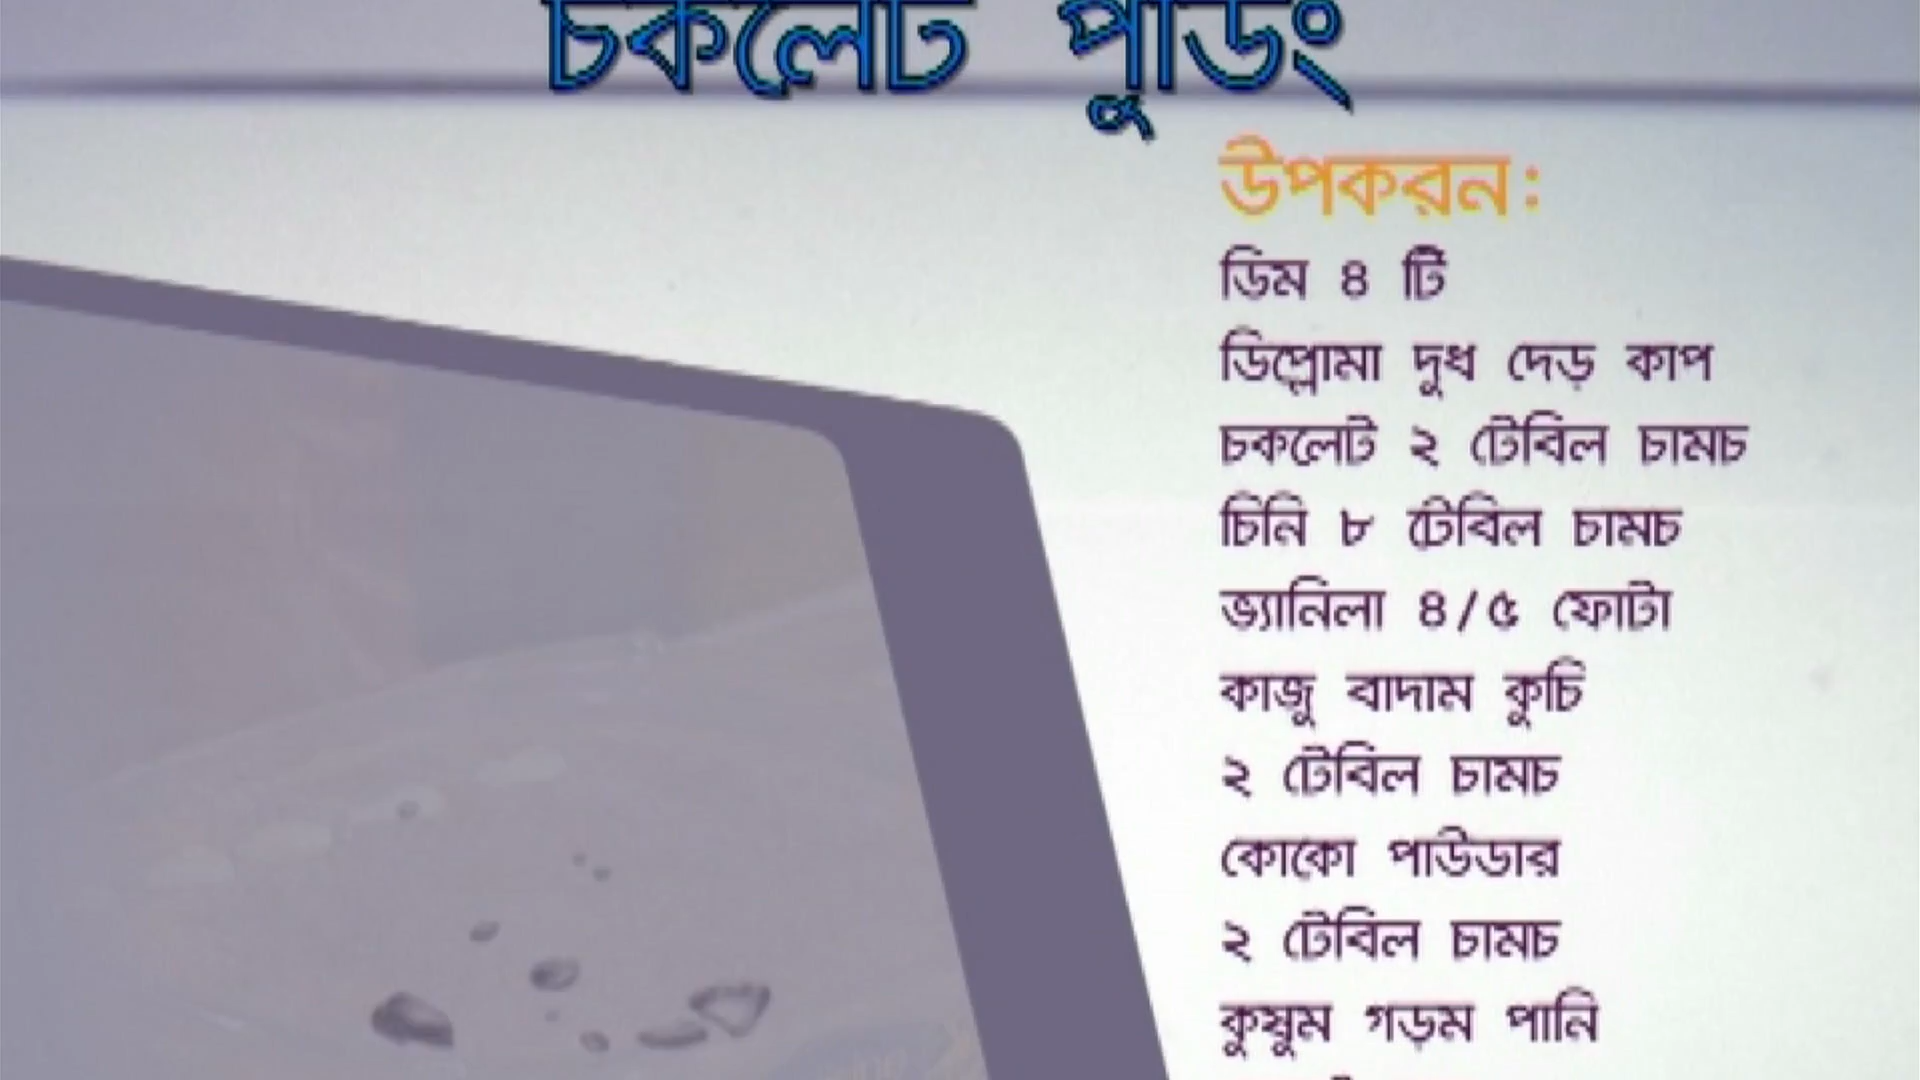 চকলেট পুডিং
উপকরন:
ডিম ৪ টি
ডিপ্লোমা দুধ দেড় কাপ
চকলেট ২ টেবিল চামচ
চিনি ৮ টেবিল চামচ
ভ্যানিলা ৪/৫ ফোটা
কাজু বাদাম কুচি
২ টেবিল চামচ
কোকো পাউডার
২ টেবিল চামচ
কুষুম গড়ম পানি